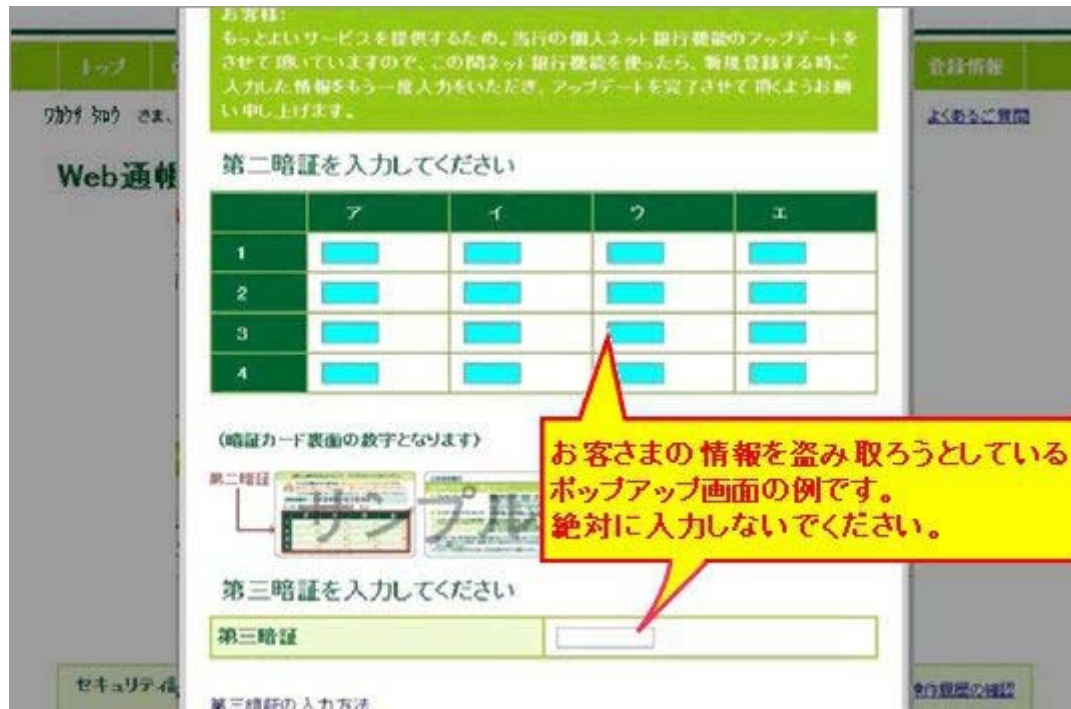 お客様：
もっとよいサービスを提供するため。当行の個人ネット銀行機能のアップデートを
させて頂いていますので、この間ネット銀行機能を使ったら、新規登録する時ご
入力した情報をもう一度入力をいただき、アップデートを完了させて頂くようお願
い申し上げます。
トップ
登録情報
さま、
よくあるご質問
Web通帳
第二暗証を入力してください
ア イ ウ エ
1
2
3
4
(暗証カード裏面の数字となります)
第二暗証
サンプル
お客さまの情報を盗み取ろうとしている
ポップアップ画面の例です。
絶対に入力しないでください。
第三暗証を入力してください
第三暗証
セキュリティ
操作履歴の確認
第三暗証の入力方法